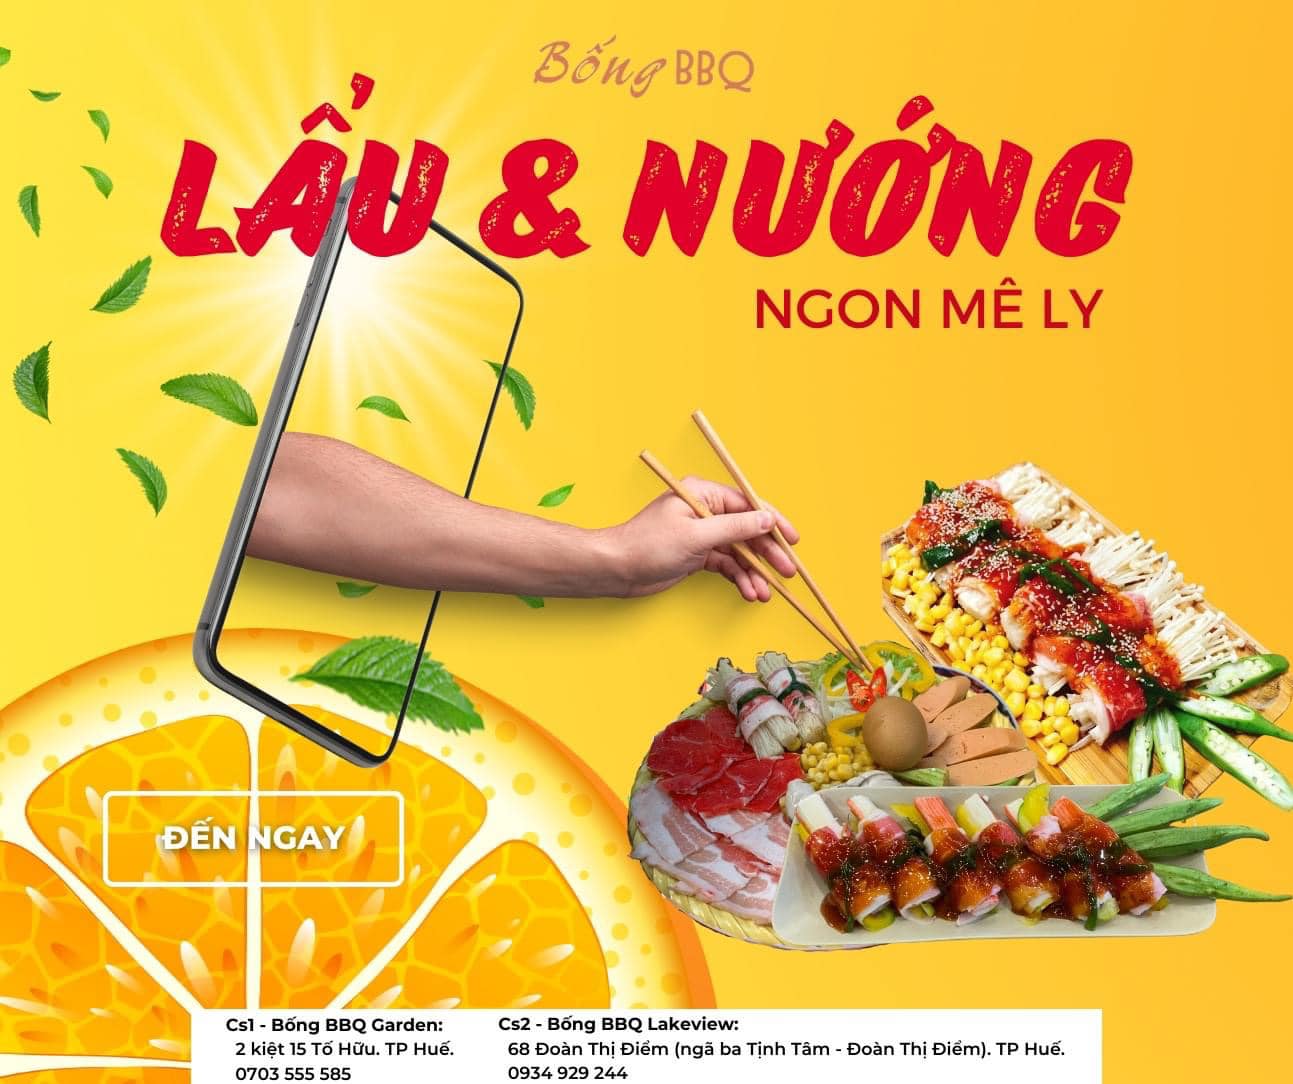 Bống BBQ
LẨU & NƯỚNG
NGON MÊ LY
ĐẾN NGAY
Cs1 - Bống BBQ Garden:
2 kiệt 15 Tố Hữu. TP Huế.
0703 555 585
Cs2 - Bống BBQ Lakeview:
68 Đoàn Thị Điểm (ngã ba Tịnh Tâm - Đoàn Thị Điểm). TP Huế.
0934 929 244